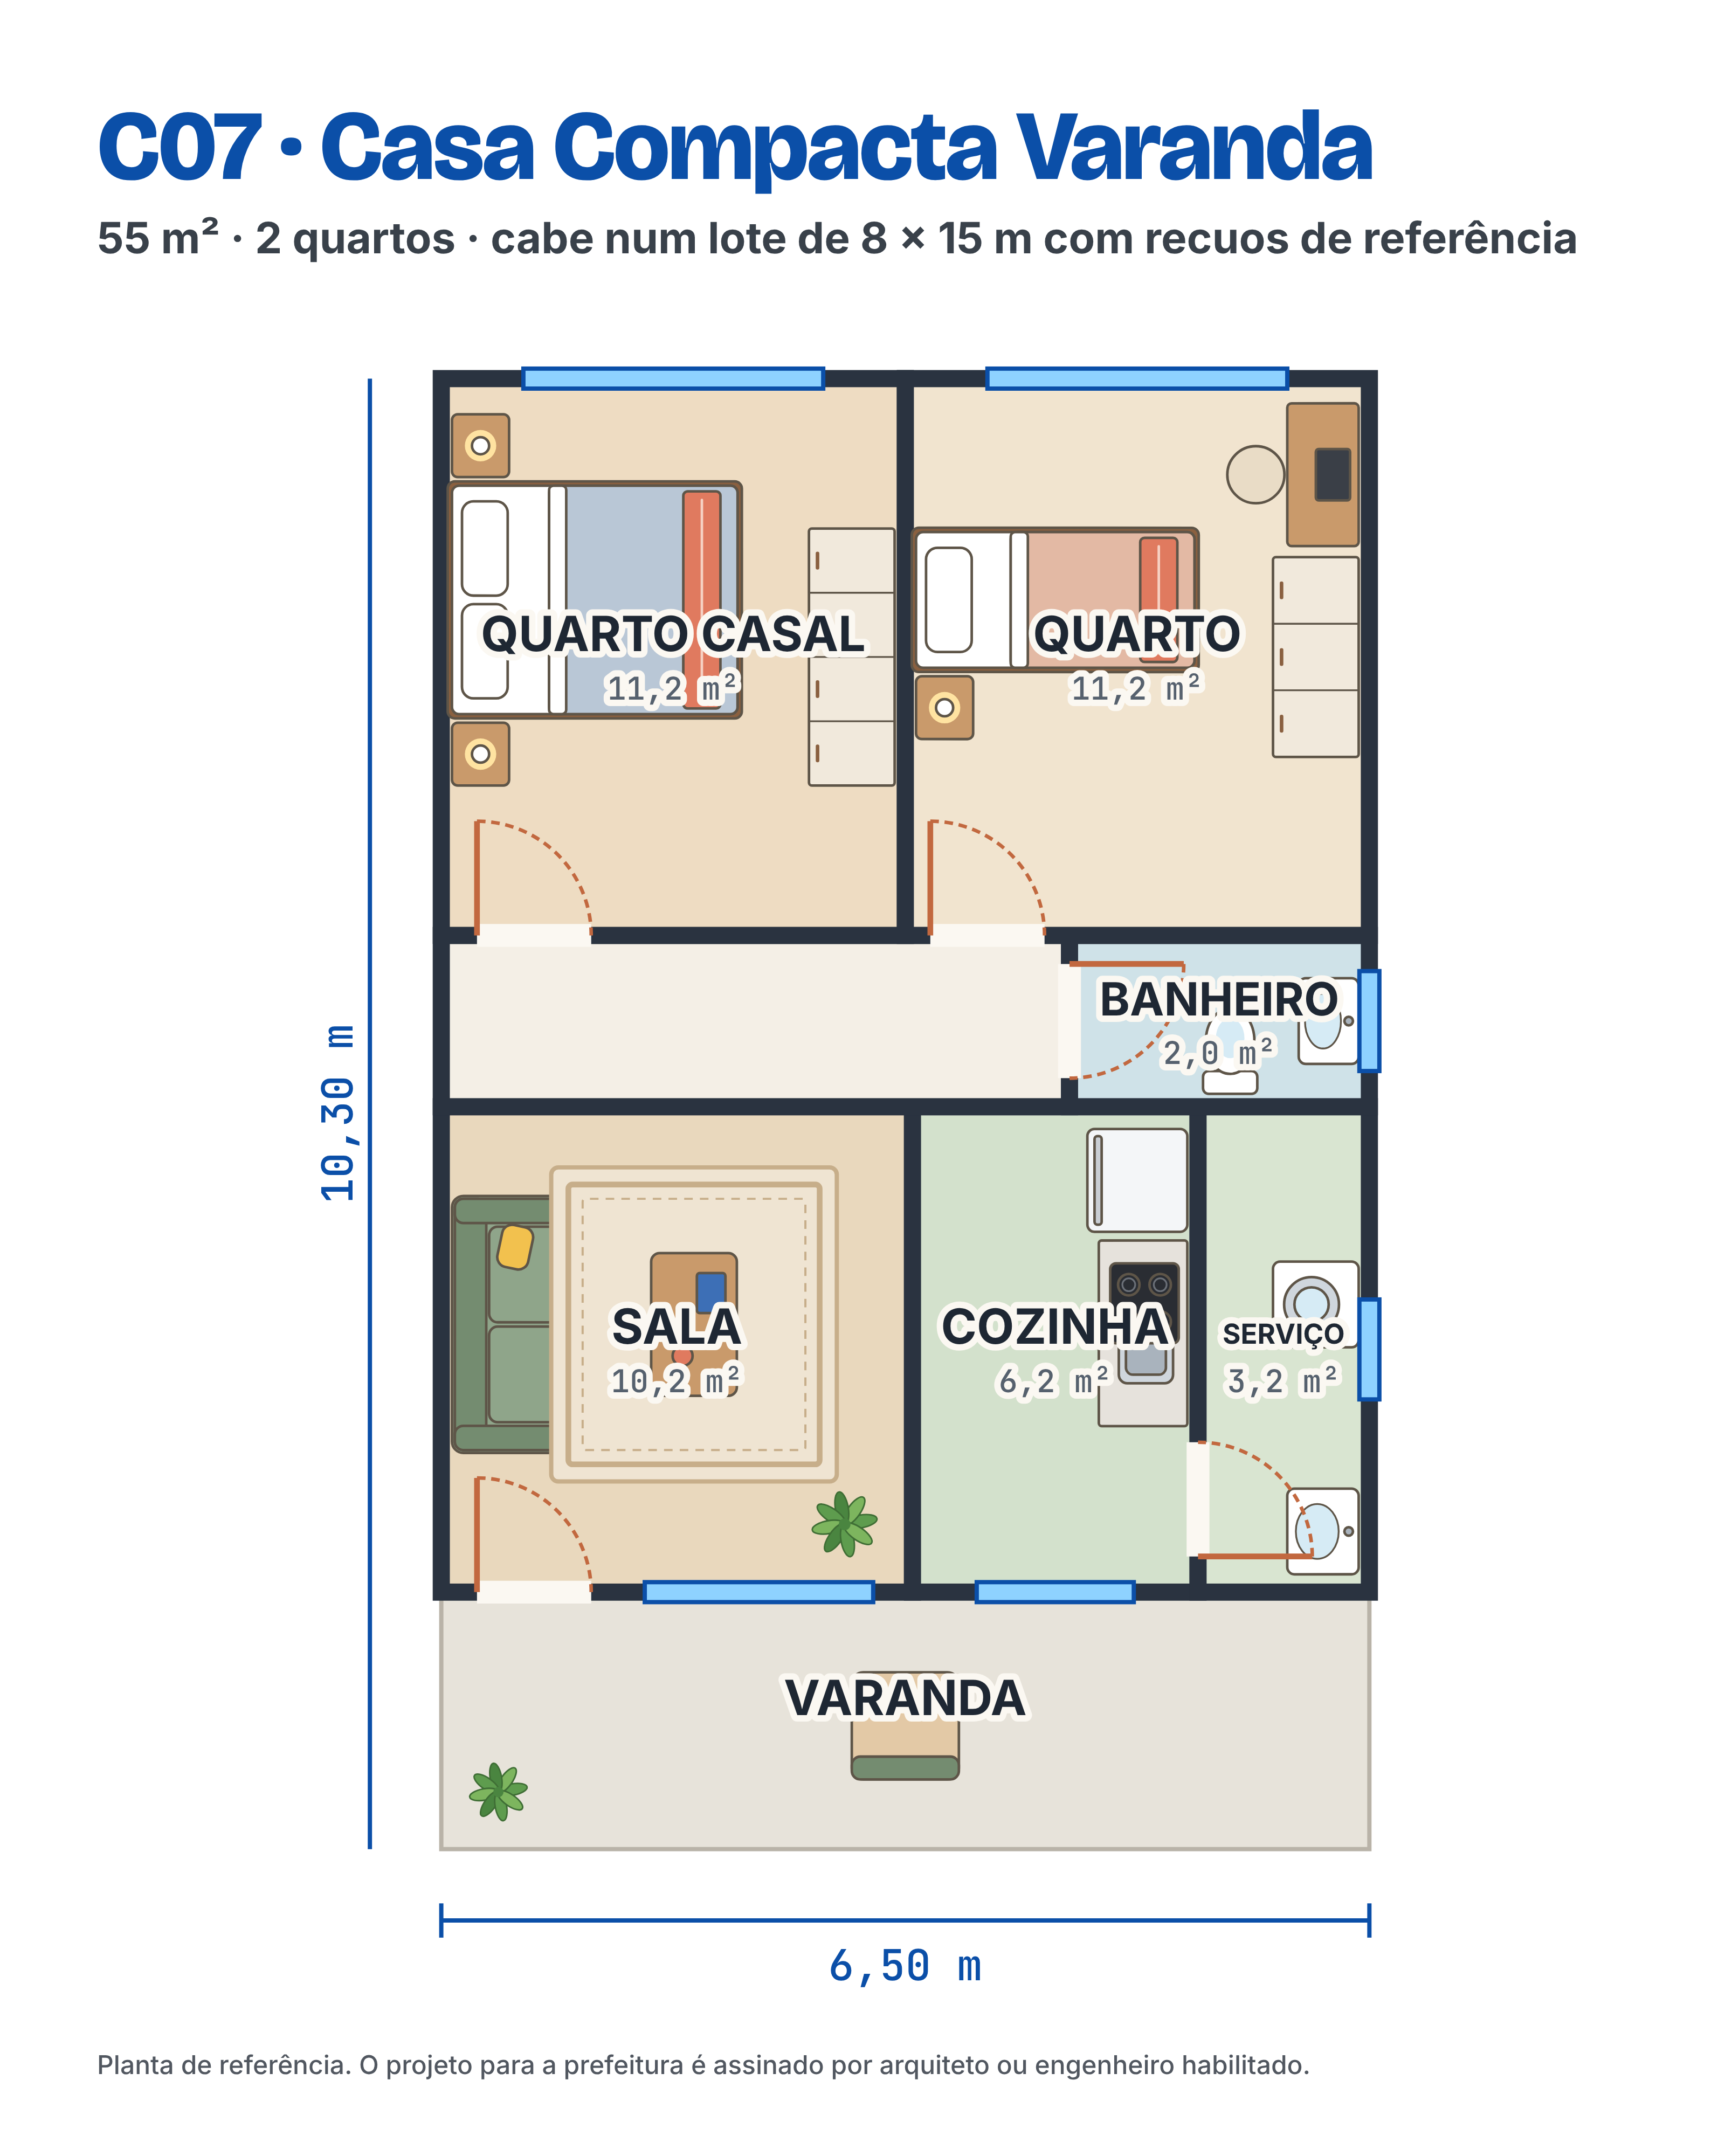 C07 · Casa Compacta Varanda
55 m² · 2 quartos · cabe num lote de 8 × 15 m com recuos de referência
QUARTO CASAL
11,2 m²
QUARTO
11,2 m²
BANHEIRO
2,0 m²
10,30 m
SALA
10,2 m²
COZINHA
6,2 m²
SERVIÇO
3,2 m²
VARANDA
6,50 m
Planta de referência. O projeto para a prefeitura é assinado por arquiteto ou engenheiro habilitado.